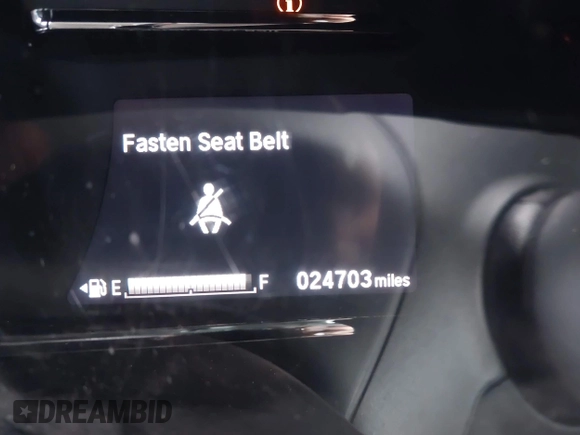 Fasten Seat Belt
E F 024703 miles
DREAMBID